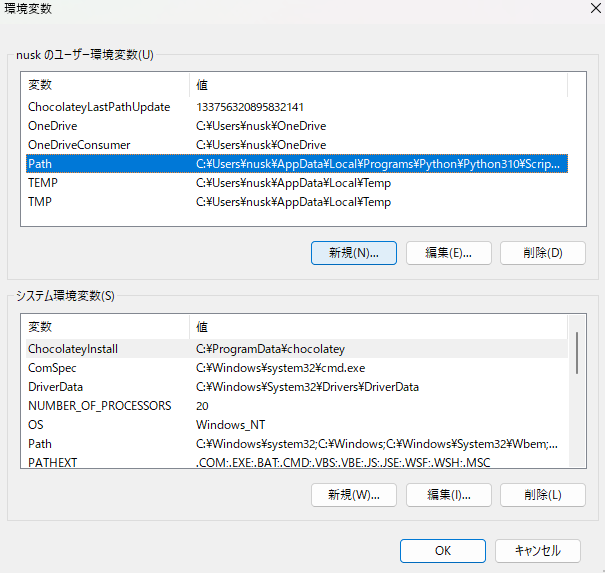 環境変数
nusk のユーザー環境変数(U)
変数 値
ChocolateyLastPathUpdate 133756320895832141
OneDrive C:¥Users¥nusk¥OneDrive
OneDriveConsumer C:¥Users¥nusk¥OneDrive
Path C:¥Users¥nusk¥AppData¥Local¥Programs¥Python¥Python310¥Scrip...
TEMP C:¥Users¥nusk¥AppData¥Local¥Temp
TMP C:¥Users¥nusk¥AppData¥Local¥Temp
新規(N)... 編集(E)... 削除(D)
システム環境変数(S)
変数 値
ChocolateyInstall C:¥ProgramData¥chocolatey
ComSpec C:¥Windows¥system32¥cmd.exe
DriverData C:¥Windows¥System32¥Drivers¥DriverData
NUMBER_OF_PROCESSORS 20
OS Windows_NT
Path C:¥Windows¥system32;C:¥Windows;C:¥Windows¥System32¥Wbem;...
PATHEXT .COM;.EXE;.BAT;.CMD;.VBS;.VBE;.JS;.JSE;.WSF;.WSH;.MSC
新規(W)... 編集(I)... 削除(L)
OK キャンセル